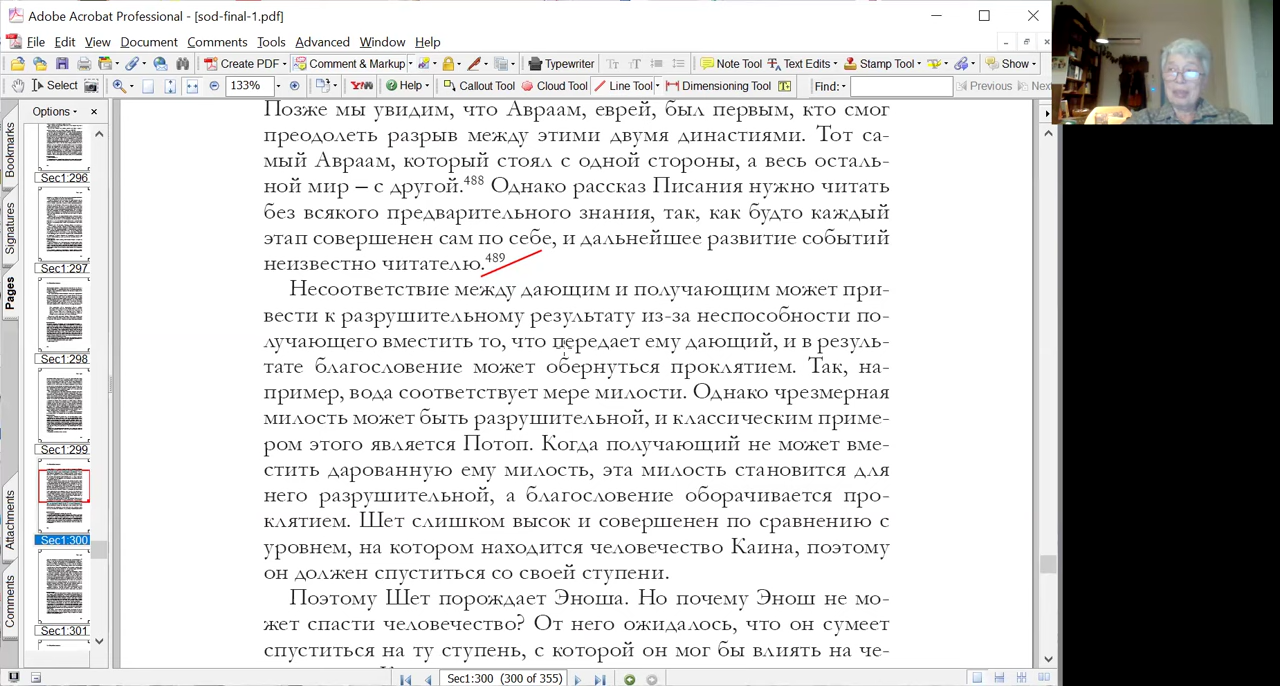 Adobe Acrobat Professional - [sod-final-1.pdf]
File Edit View Document Comments Tools Advanced Window Help
Create PDF Comment & Markup Typewriter Note Tool Text Edits Stamp Tool Show
Select 133% Help Callout Tool Cloud Tool Line Tool Dimensioning Tool Find: Previous Next
Options
Bookmarks
Signatures
Pages
Attachments
Comments
Sec1:296
Sec1:297
Sec1:298
Sec1:299
Sec1:300
Sec1:301
Позже мы увидим, что Авраам, еврей, был первым, кто смог
преодолеть разрыв между этими двумя династиями. Тот са-
мый Авраам, который стоял с одной стороны, а весь осталь-
ной мир – с другой.488 Однако рассказ Писания нужно читать
без всякого предварительного знания, так, как будто каждый
этап совершенен сам по себе, и дальнейшее развитие событий
неизвестно читателю.489
Несоответствие между дающим и получающим может при-
вести к разрушительному результату из-за неспособности по-
лучающего вместить то, что передает ему дающий, и в резуль-
тате благословение может обернуться проклятием. Так, на-
пример, вода соответствует мере милости. Однако чрезмерная
милость может быть разрушительной, и классическим приме-
ром этого является Потоп. Когда получающий не может вме-
стить дарованную ему милость, эта милость становится для
него разрушительной, а благословение оборачивается про-
клятием. Шет слишком высок и совершенен по сравнению с
уровнем, на котором находится человечество Каина, поэтому
он должен спуститься со своей ступени.
Поэтому Шет порождает Эноша. Но почему Энош не мо-
жет спасти человечество? От него ожидалось, что он сумеет
спуститься на ту ступень, с которой он мог бы влиять на че-
Sec1:300 (300 of 355)